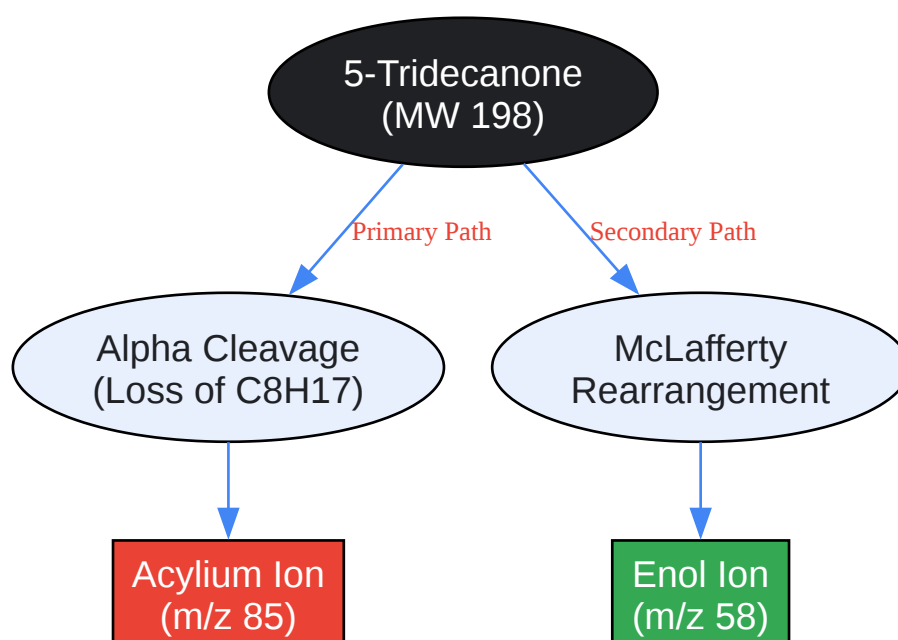 5-Tridecanone
(MW 198)
Primary Path
Secondary Path
Alpha Cleavage
(Loss of C8H17)
McLafferty
Rearrangement
Acylium Ion
(m/z 85)
Enol Ion
(m/z 58)